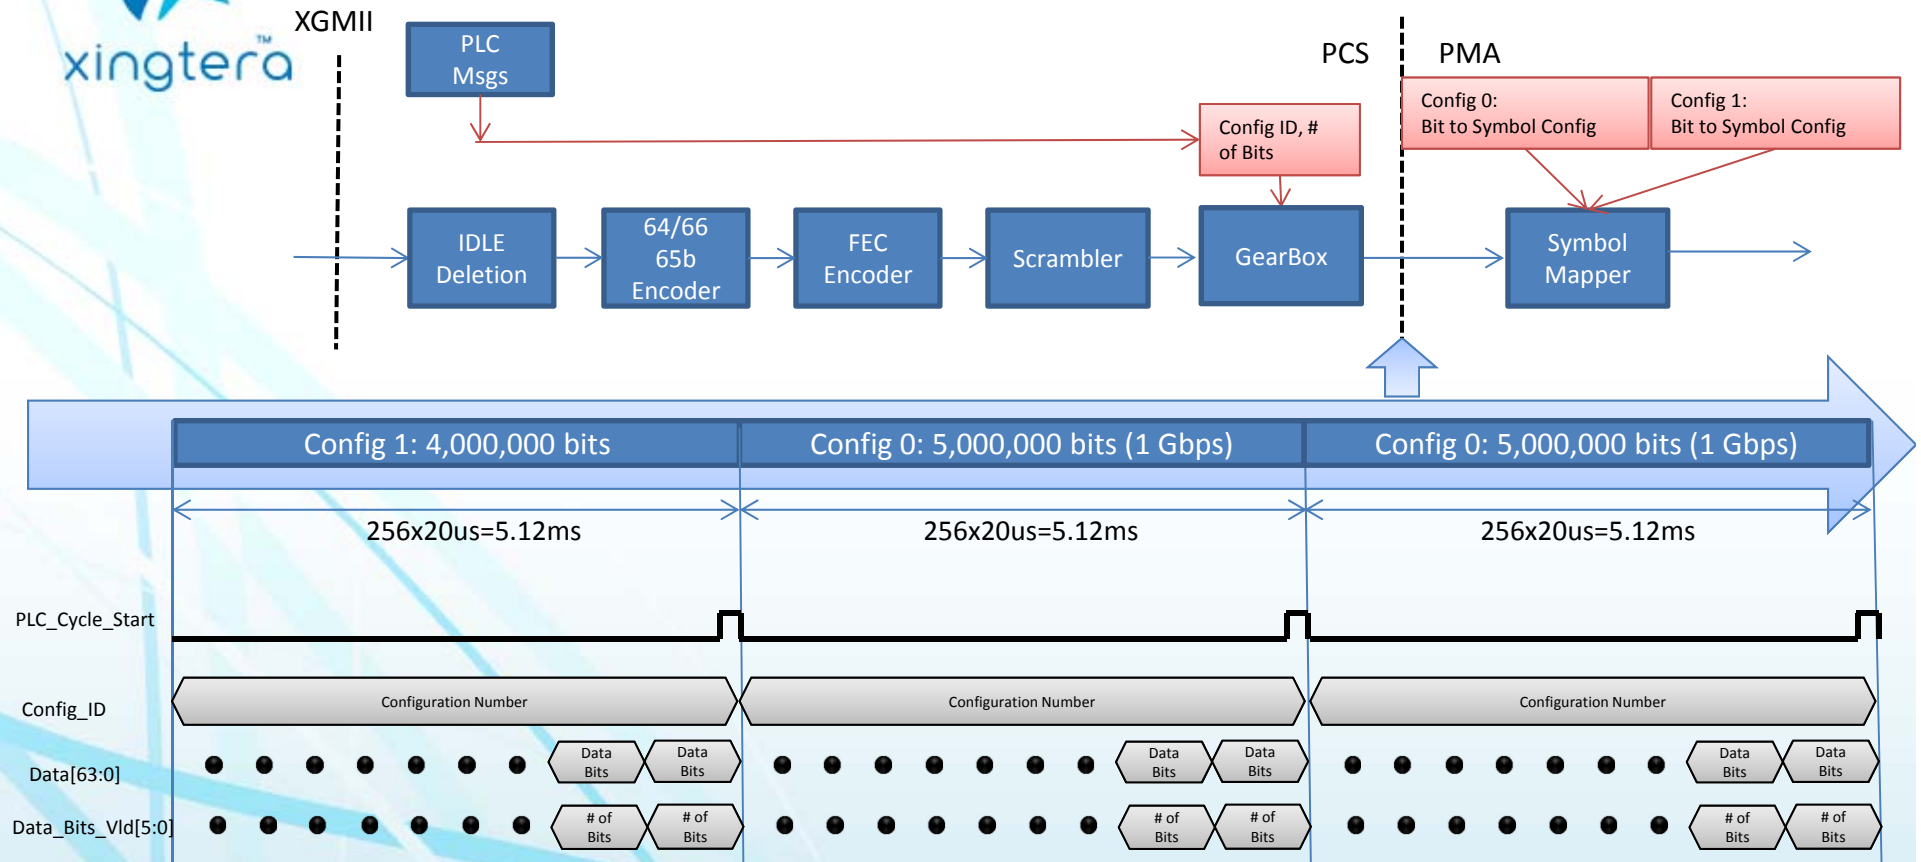 xingtera™
XGMII
PLC
Msgs
PCS
PMA
Config ID, #
of Bits
Config 0:
Bit to Symbol Config
Config 1:
Bit to Symbol Config
IDLE
Deletion
64/66
65b
Encoder
FEC
Encoder
Scrambler
GearBox
Symbol
Mapper
Config 1: 4,000,000 bits
Config 0: 5,000,000 bits (1 Gbps)
Config 0: 5,000,000 bits (1 Gbps)
256x20us=5.12ms
256x20us=5.12ms
256x20us=5.12ms
PLC_Cycle_Start
Config_ID
Configuration Number
Configuration Number
Configuration Number
Data[63:0]
Data
Bits
Data
Bits
Data
Bits
Data
Bits
Data
Bits
Data
Bits
Data_Bits_Vld[5:0]
# of
Bits
# of
Bits
# of
Bits
# of
Bits
# of
Bits
# of
Bits